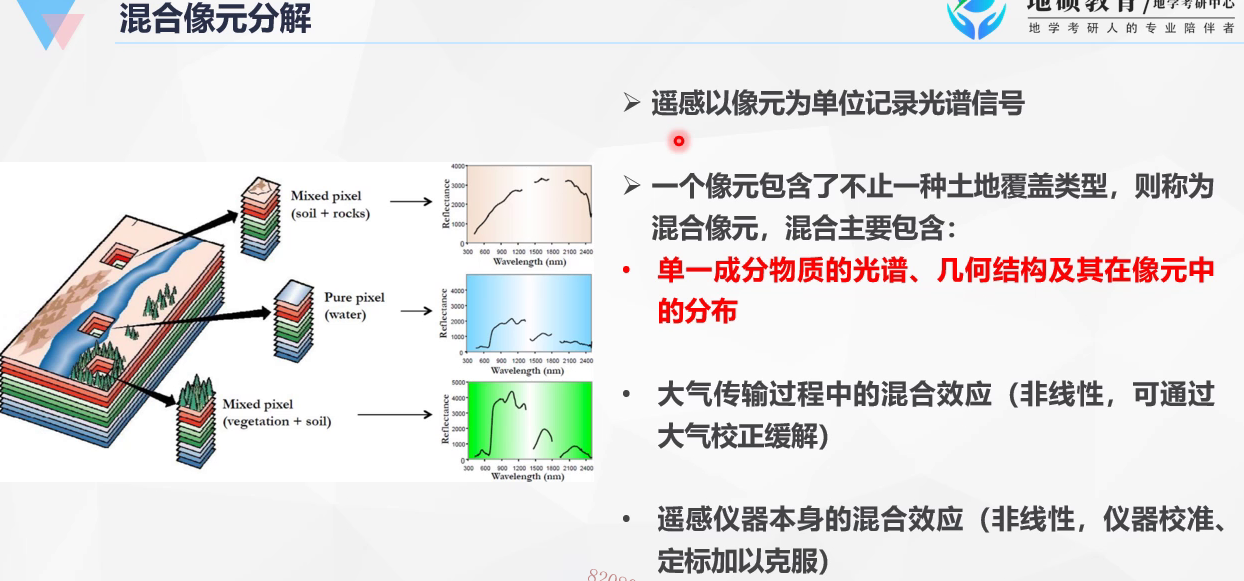 混合像元分解
地硕教育/地学考研中心
地学考研人的专业陪伴者
➢ 遥感以像元为单位记录光谱信号
➢ 一个像元包含了不止一种土地覆盖类型，则称为
混合像元，混合主要包含：
• 单一成分物质的光谱、几何结构及其在像元中
的分布
• 大气传输过程中的混合效应（非线性，可通过
大气校正缓解）
• 遥感仪器本身的混合效应（非线性，仪器校准、
定标加以克服）
Mixed pixel
(soil + rocks)
Reflectance
4000
3000
2000
1000
0
300 600 900 1200 1500 1800 2100 2400
Wavelength (nm)
Pure pixel
(water)
Reflectance
4000
3000
2000
1000
0
300 600 900 1200 1500 1800 2100 2400
Wavelength (nm)
Mixed pixel
(vegetation + soil)
Reflectance
5000
4000
3000
2000
1000
0
300 600 900 1200 1500 1800 2100 2400
Wavelength (nm)